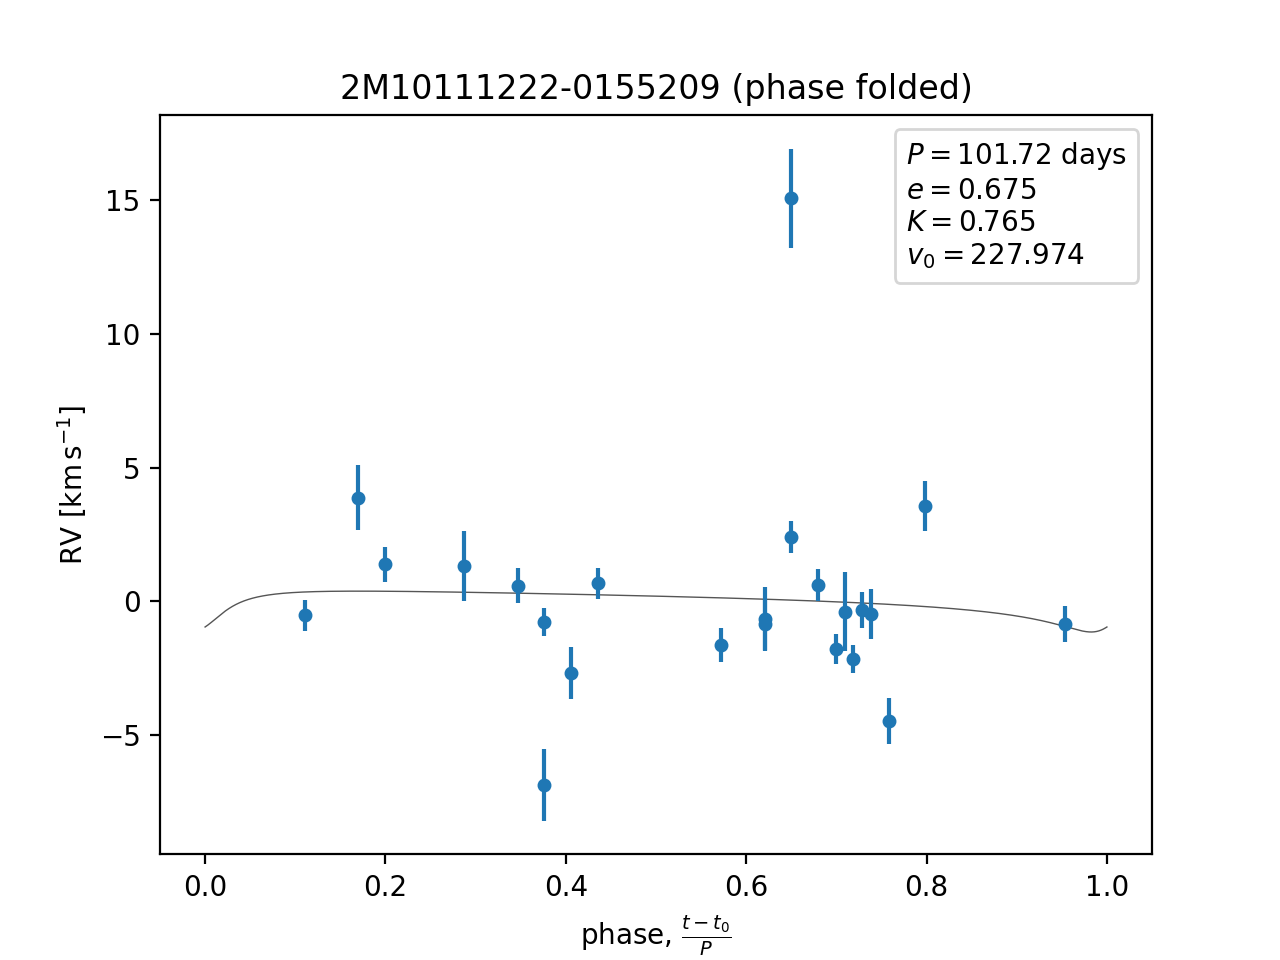 2M10111222-0155209 (phase folded)
P = 101.72 days
e = 0.675
K = 0.765
v₀ = 227.974
15
10
5
0
−5
RV [km s⁻¹]
0.0 0.2 0.4 0.6 0.8 1.0
phase, (t − t₀)/P